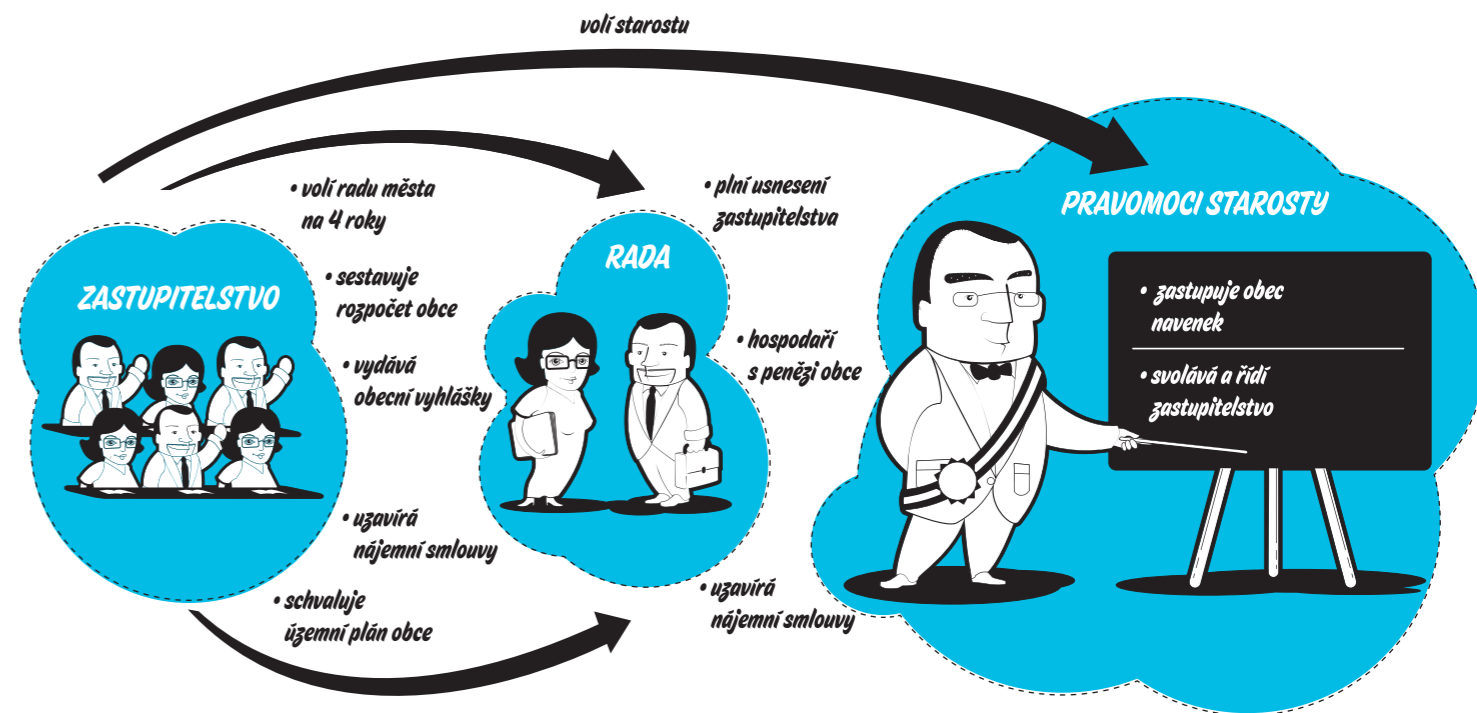 volí starostu
ZASTUPITELSTVO
• volí radu města
na 4 roky
• sestavuje
rozpočet obce
• vydává
obecní vyhlášky
• uzavírá
nájemní smlouvy
• schvaluje
územní plán obce
RADA
• plní usnesení
zastupitelstva
• hospodaří
s penězi obce
• uzavírá
nájemní smlouvy
PRAVOMOCI STAROSTY
• zastupuje obec
navenek
• svolává a řídí
zastupitelstvo